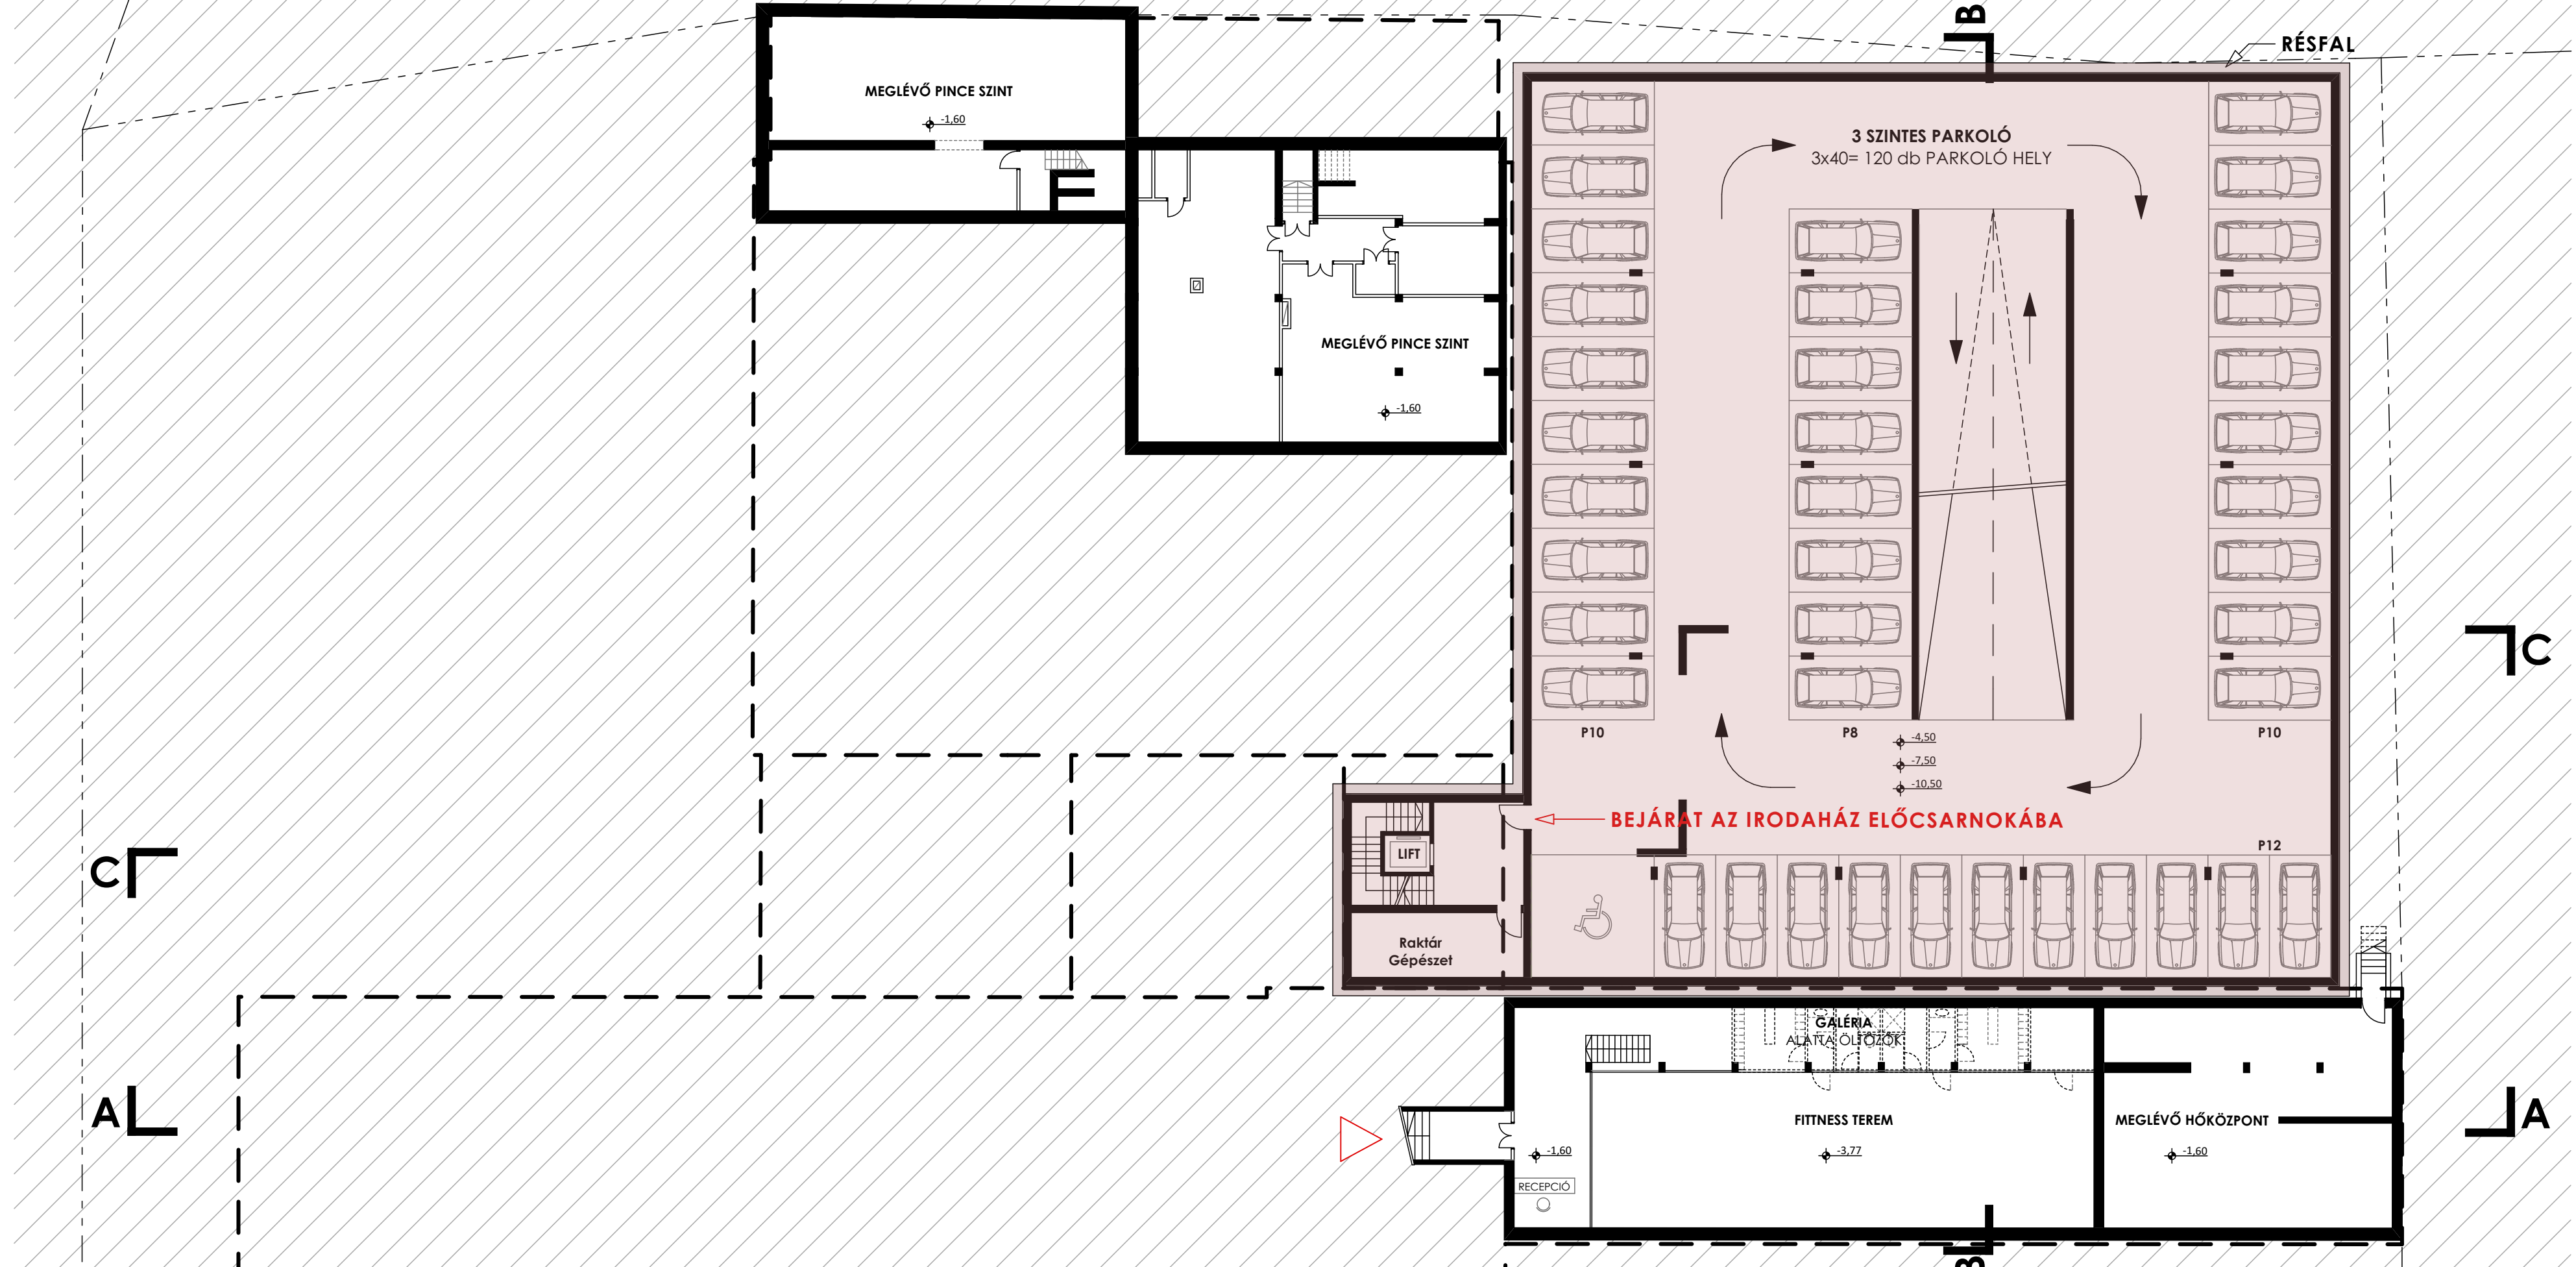 B
RÉSFAL
MEGLÉVŐ PINCE SZINT
-1,60
3 SZINTES PARKOLÓ
3x40= 120 db PARKOLÓ HELY
MEGLÉVŐ PINCE SZINT
-1,60
C
P10
P8
P10
-4,50
-7,50
-10,50
BEJÁRAT AZ IRODAHÁZ ELŐCSARNOKÁBA
P12
LIFT
C
Raktár
Gépészet
GALÉRIA
ALATTA ÖLTÖZŐK
A
FITTNESS TEREM
MEGLÉVŐ HŐKÖZPONT
A
-1,60
-3,77
-1,60
RECEPCIÓ
B